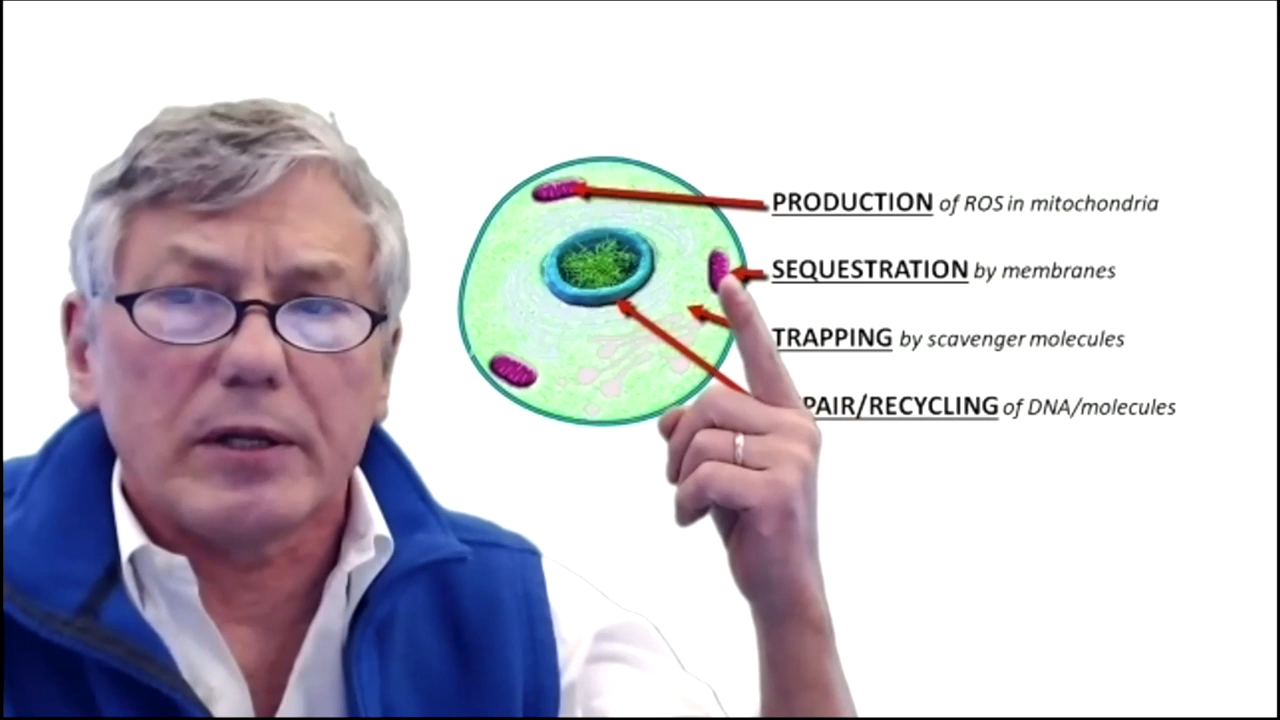 PRODUCTION of ROS in mitochondria
SEQUESTRATION by membranes
TRAPPING by scavenger molecules
PAIR/RECYCLING of DNA/molecules